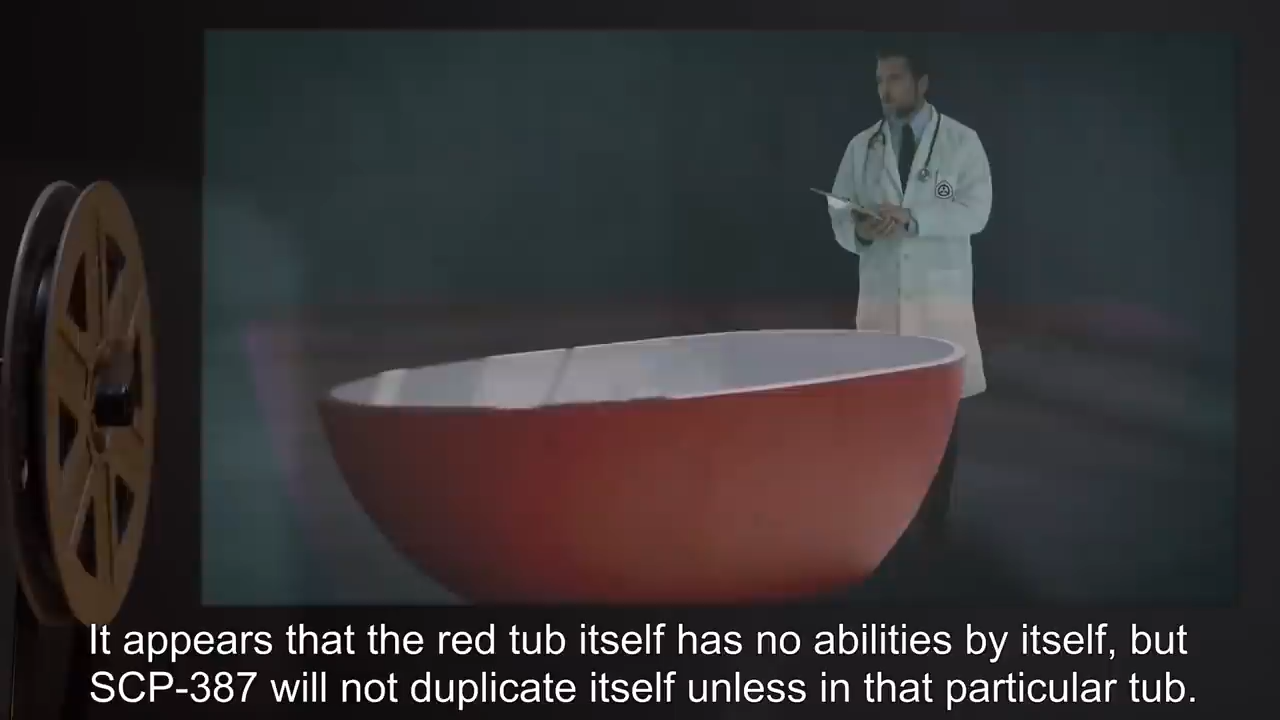 It appears that the red tub itself has no abilities by itself, but
SCP-387 will not duplicate itself unless in that particular tub.